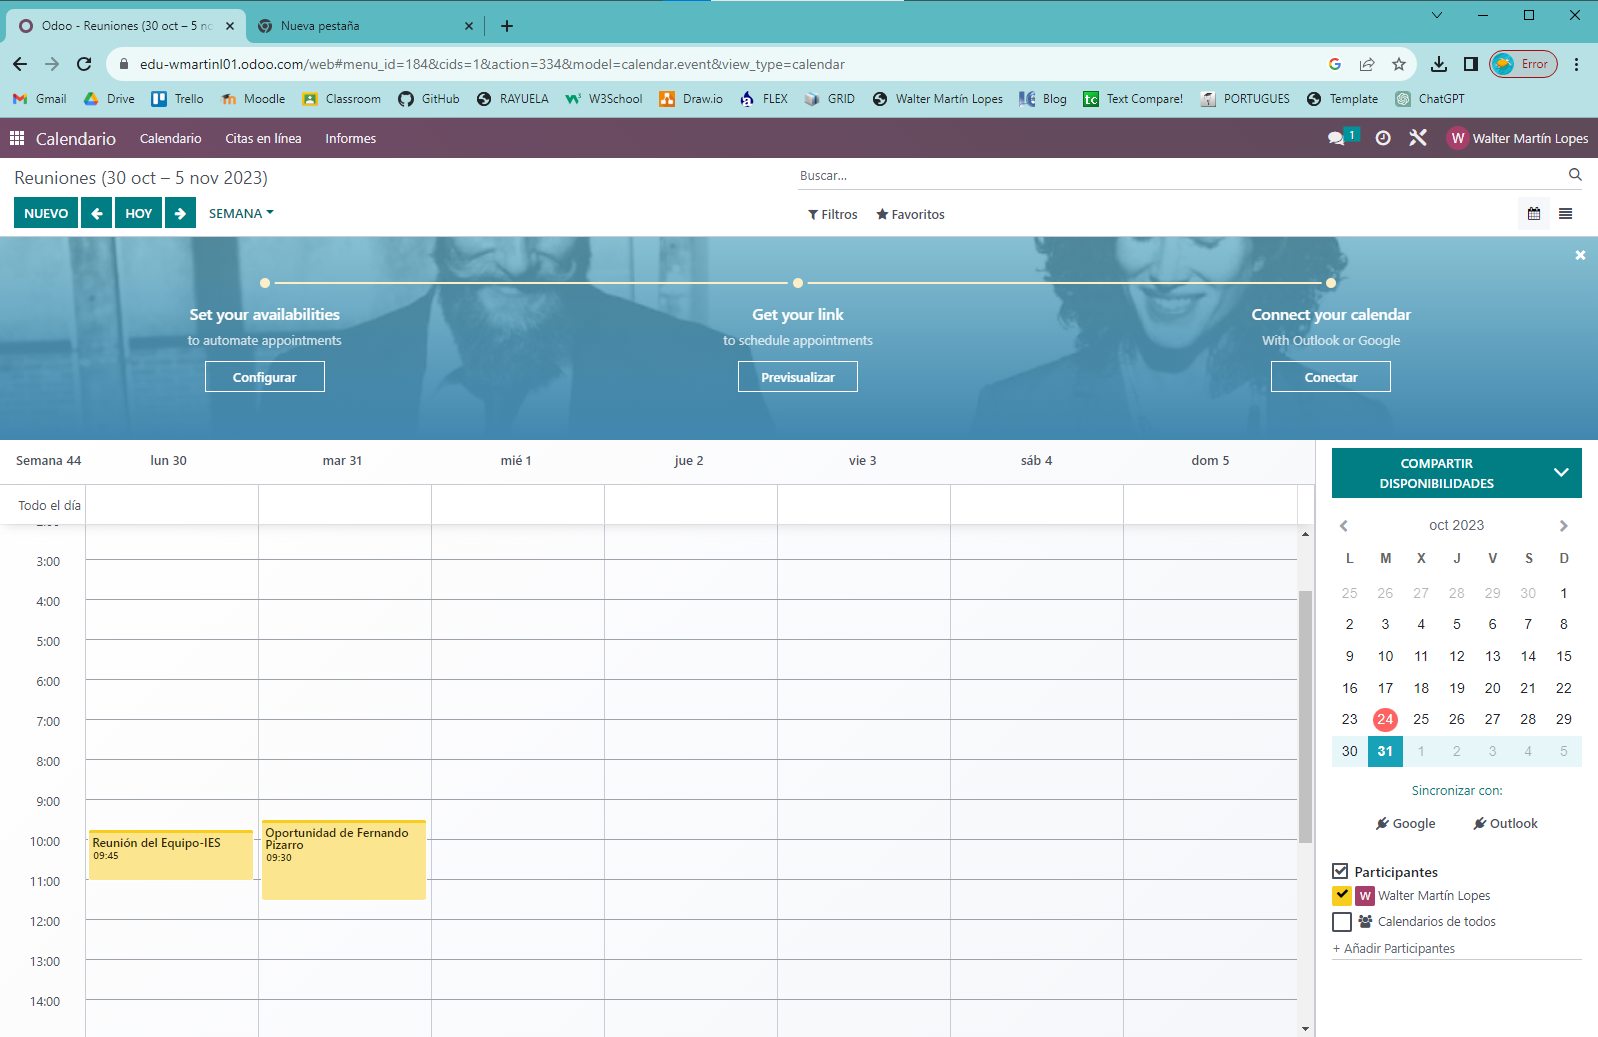 Odoo - Reuniones (30 oct – 5 no
Nueva pestaña
edu-wmartinl01.odoo.com/web#menu_id=184&cids=1&action=334&model=calendar.event&view_type=calendar
Error
Gmail Drive Trello Moodle Classroom GitHub RAYUELA W3School Draw.io FLEX GRID Walter Martín Lopes Blog Text Compare! PORTUGUES Template ChatGPT
Calendario Calendario Citas en línea Informes 1 W Walter Martín Lopes
Reuniones (30 oct – 5 nov 2023)
Buscar...
NUEVO HOY SEMANA Filtros Favoritos
Set your availabilities
to automate appointments
Configurar
Get your link
to schedule appointments
Previsualizar
Connect your calendar
With Outlook or Google
Conectar
Semana 44 lun 30 mar 31 mié 1 jue 2 vie 3 sáb 4 dom 5
Todo el día
3:00
4:00
5:00
6:00
7:00
8:00
9:00
10:00
11:00
12:00
13:00
14:00
Reunión del Equipo-IES
09:45
Oportunidad de Fernando
Pizarro
09:30
COMPARTIR
DISPONIBILIDADES
oct 2023
L M X J V S D
25 26 27 28 29 30 1
2 3 4 5 6 7 8
9 10 11 12 13 14 15
16 17 18 19 20 21 22
23 24 25 26 27 28 29
30 31 1 2 3 4 5
Sincronizar con:
Google Outlook
Participantes
W Walter Martín Lopes
Calendarios de todos
+ Añadir Participantes